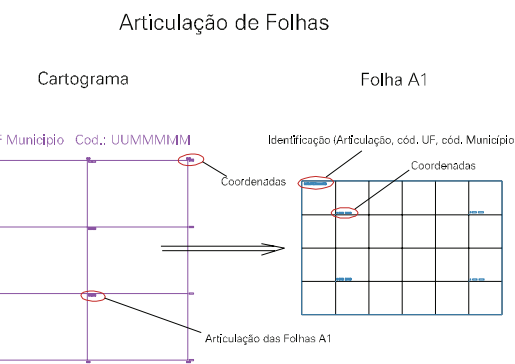 Articulação de Folhas
Cartograma
Folha A1
F Municipio Cod.: UUMMMMM
Identificação (Articulação, cód. UF, cód. Município
Coordenadas
Coordenadas
Articulação das Folhas A1